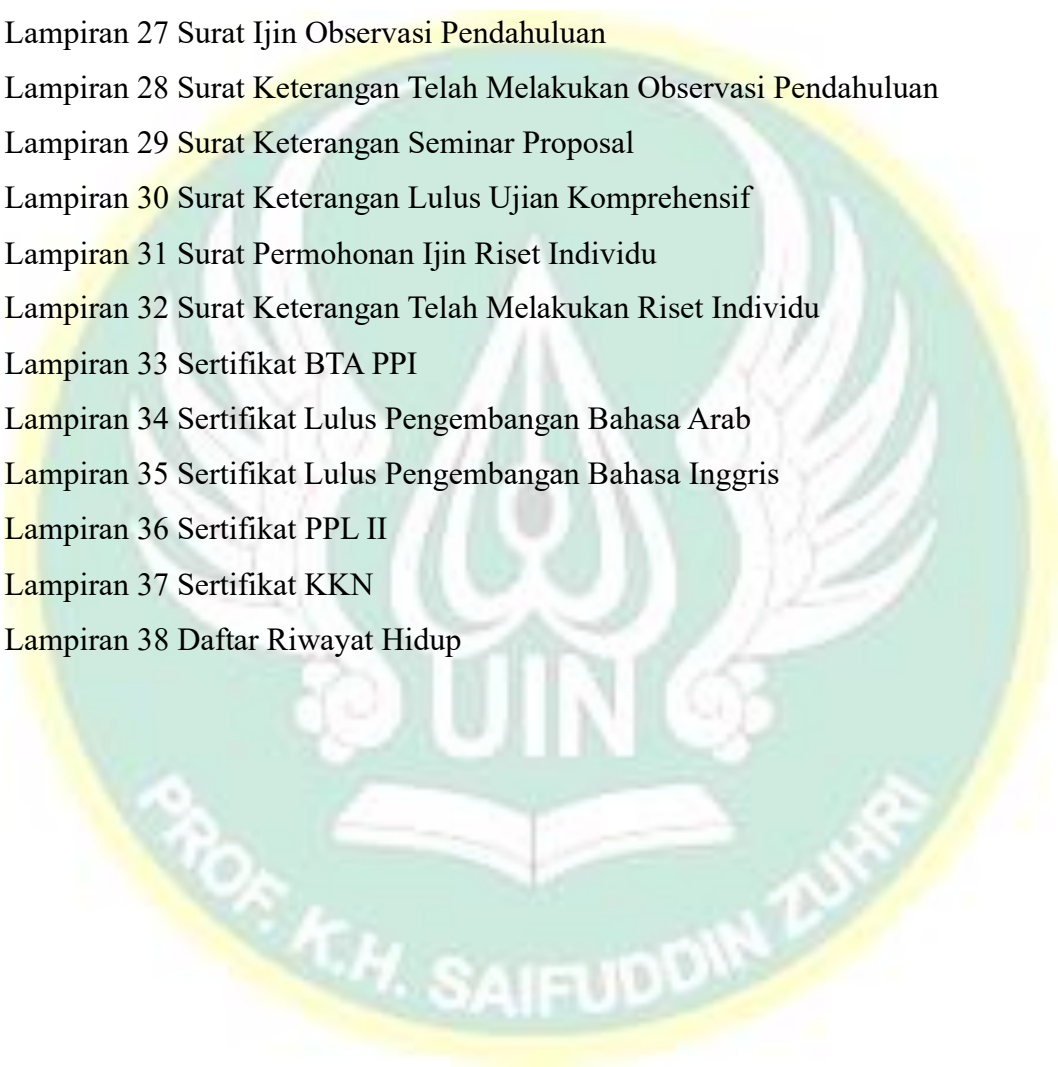 Lampiran 27 Surat Ijin Observasi Pendahuluan
Lampiran 28 Surat Keterangan Telah Melakukan Observasi Pendahuluan
Lampiran 29 Surat Keterangan Seminar Proposal
Lampiran 30 Surat Keterangan Lulus Ujian Komprehensif
Lampiran 31 Surat Permohonan Ijin Riset Individu
Lampiran 32 Surat Keterangan Telah Melakukan Riset Individu
Lampiran 33 Sertifikat BTA PPI
Lampiran 34 Sertifikat Lulus Pengembangan Bahasa Arab
Lampiran 35 Sertifikat Lulus Pengembangan Bahasa Inggris
Lampiran 36 Sertifikat PPL II
Lampiran 37 Sertifikat KKN
Lampiran 38 Daftar Riwayat Hidup
UIN
PROF. K.H. SAIFUDDIN ZUHRI